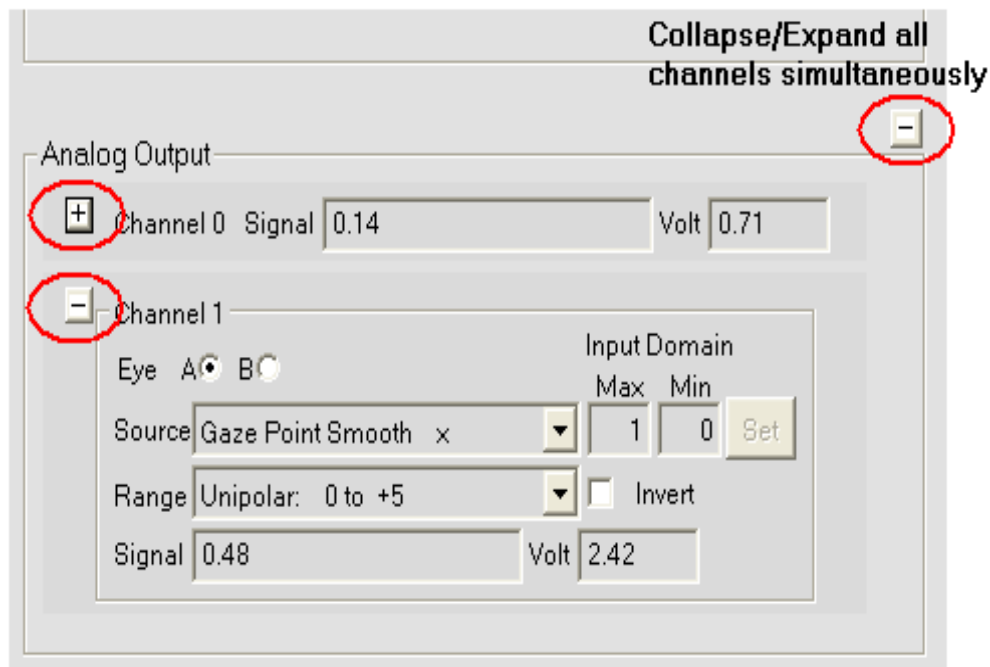 Collapse/Expand all
channels simultaneously
-
Analog Output
+ Channel 0 Signal 0.14 Volt 0.71
- Channel 1
Input Domain
Eye A B
Max Min
Source Gaze Point Smooth x 1 0 Set
Range Unipolar: 0 to +5 Invert
Signal 0.48 Volt 2.42